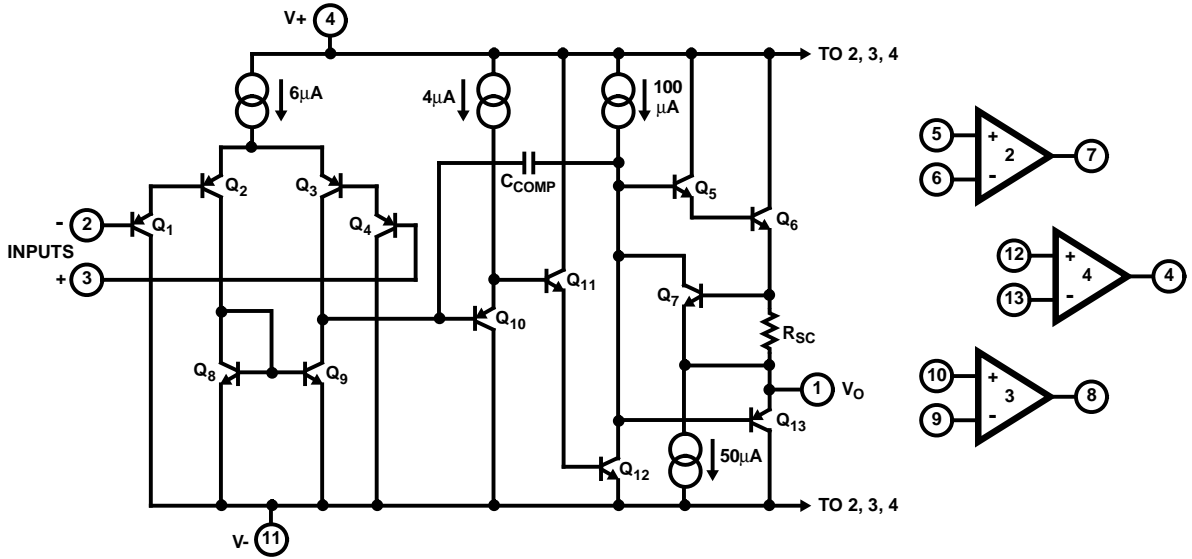 V+ 4
TO 2, 3, 4
6μA
4μA
100 μA
CCOMP
Q1
Q2
Q3
Q4
Q5
Q6
- 2
INPUTS
+ 3
Q7
RSC
Q8
Q9
Q10
Q11
Q12
Q13
1 VO
50μA
V- 11
TO 2, 3, 4
5 + 2 7
6 -
12 + 4 4
13 -
10 + 3 8
9 -